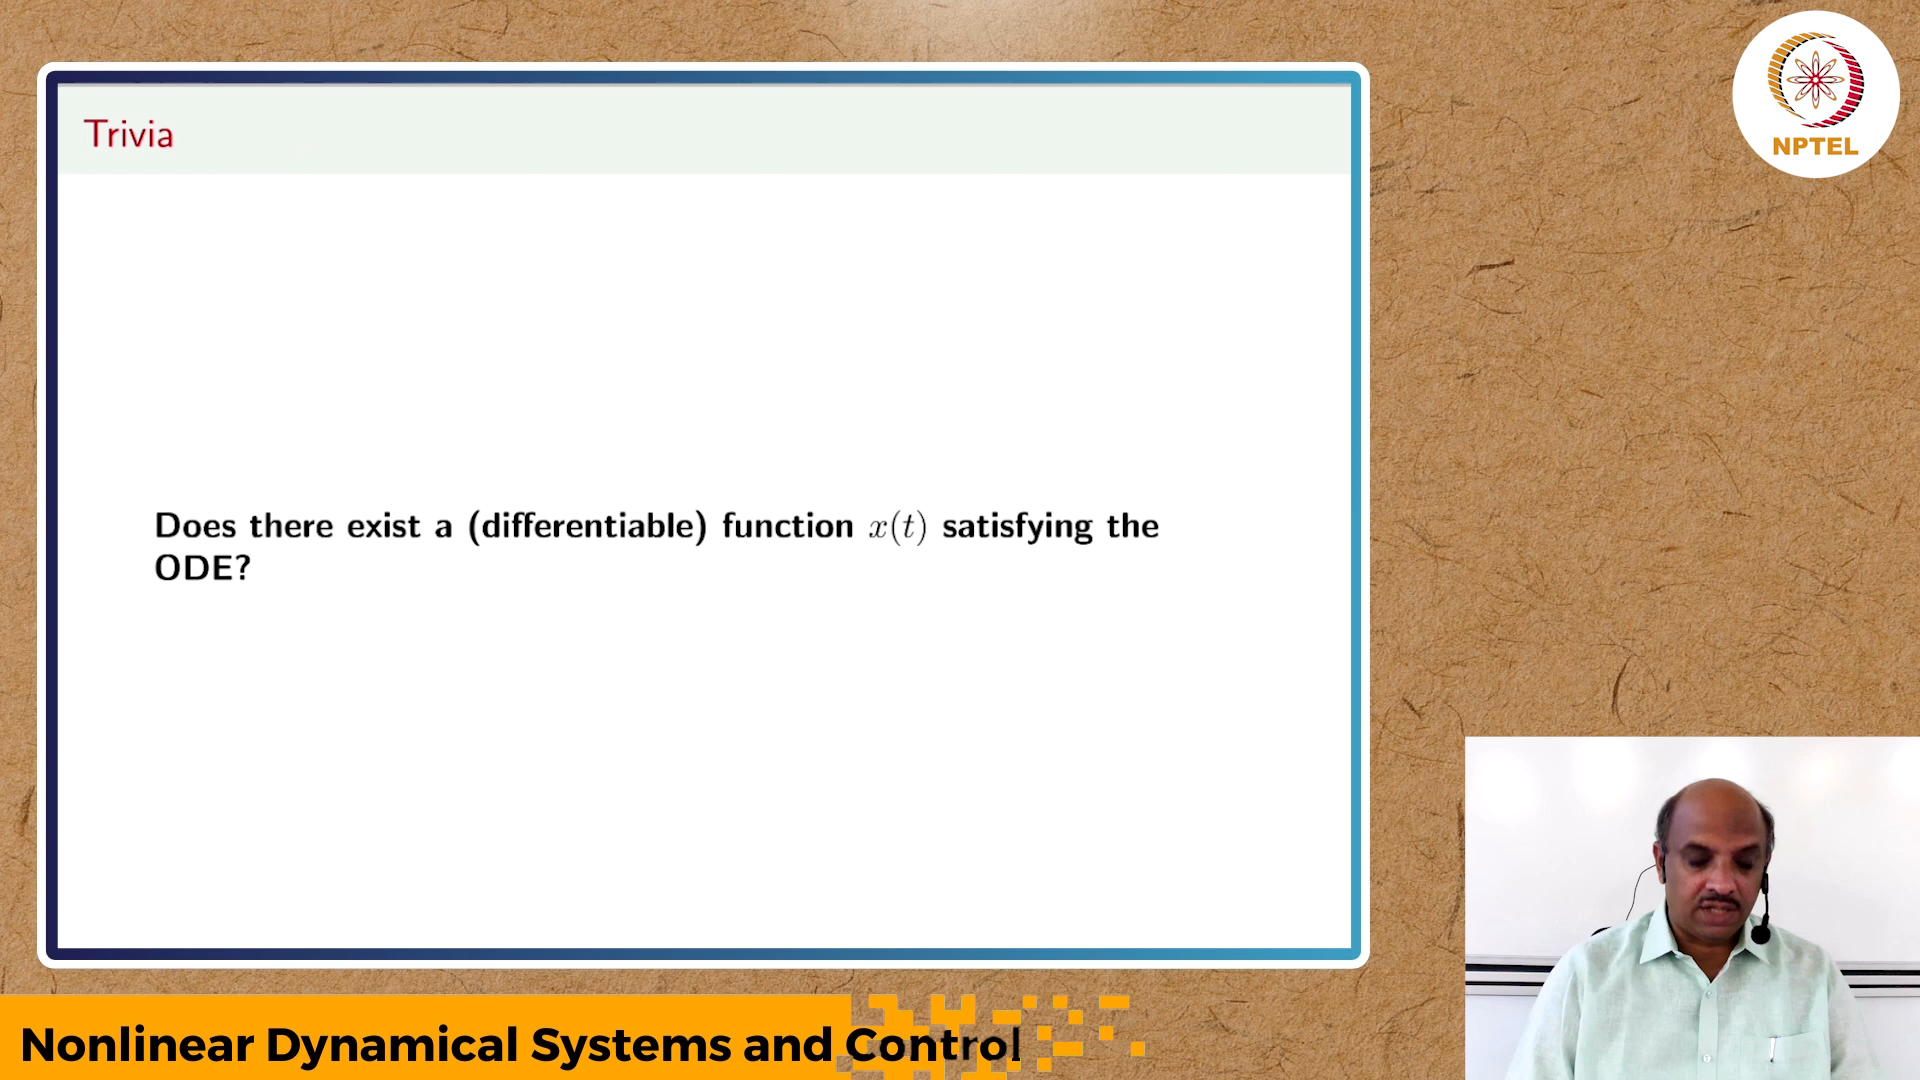 Trivia
NPTEL
Does there exist a (differentiable) function x(t) satisfying the
ODE?
Nonlinear Dynamical Systems and Control